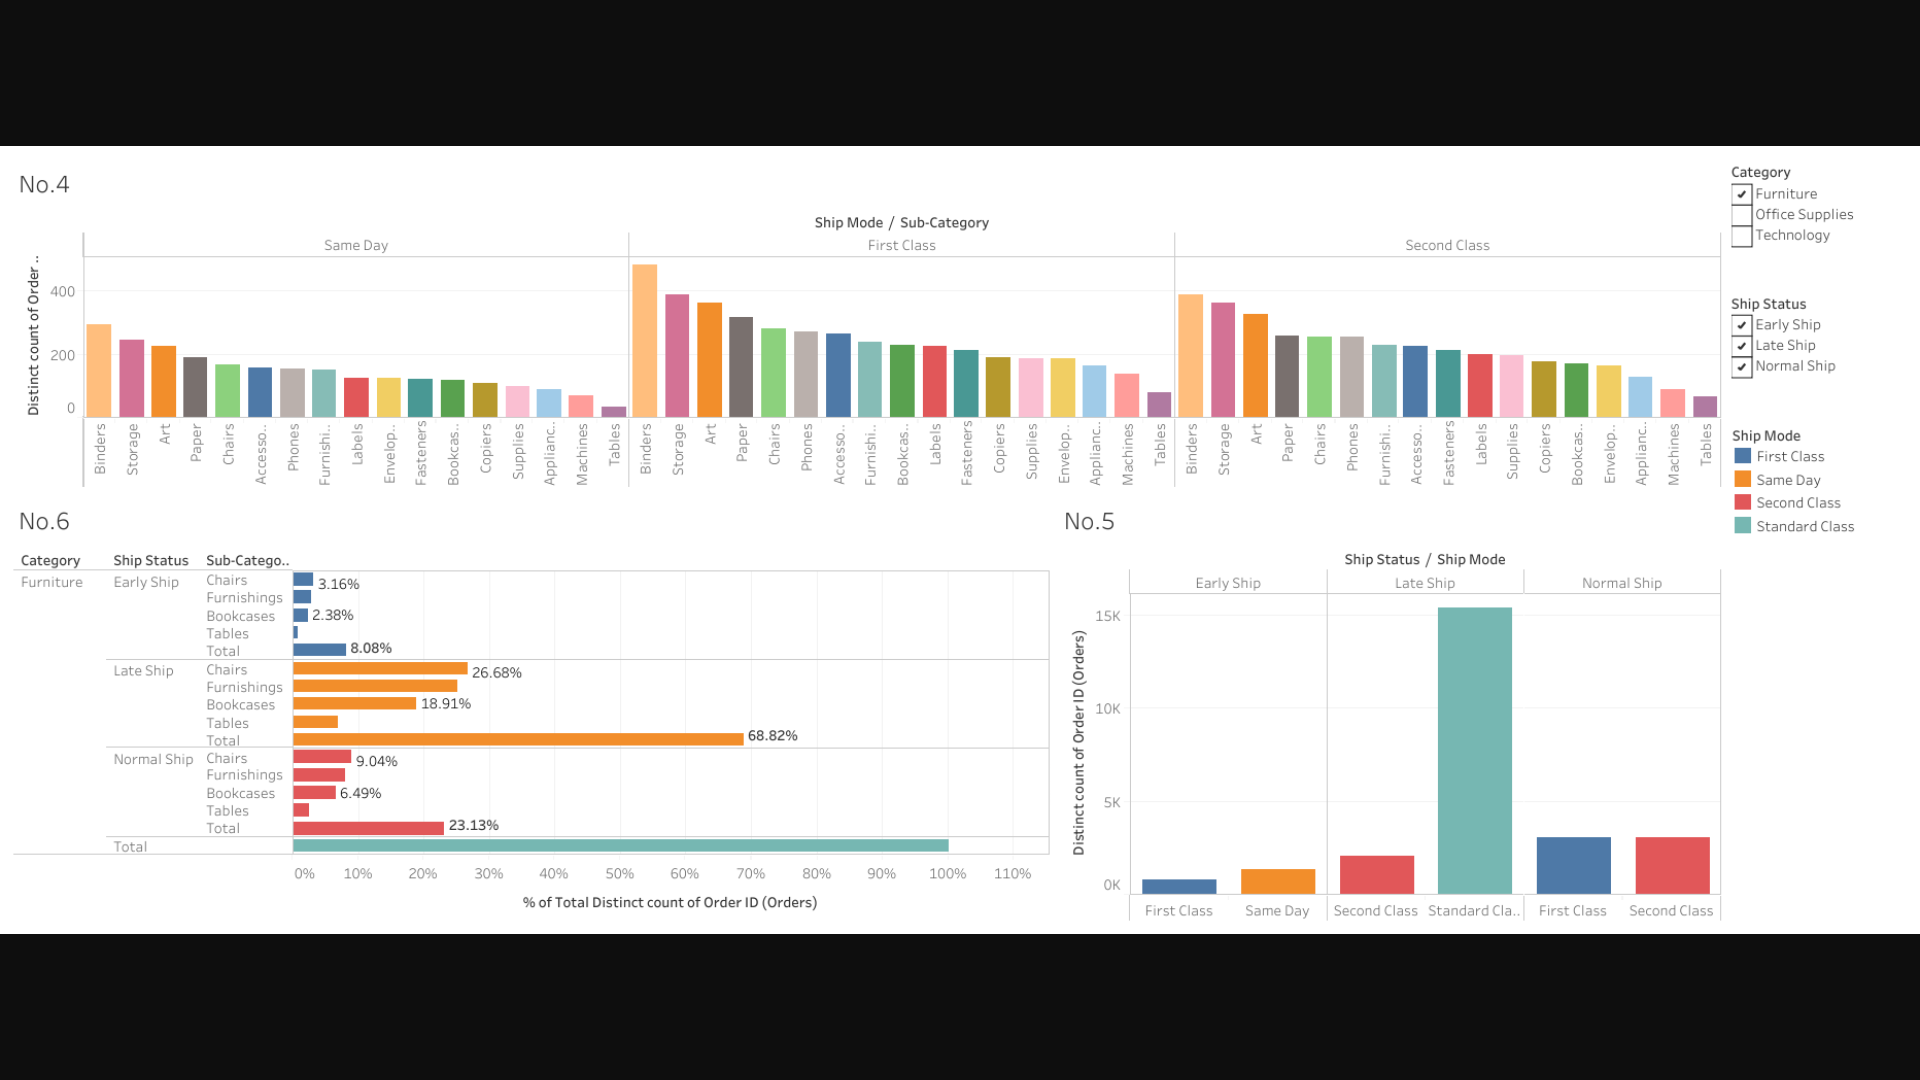 No.4
Ship Mode / Sub-Category
Same Day
First Class
Second Class
Distinct count of Order ..
400
200
0
Binders
Storage
Art
Paper
Chairs
Accesso..
Phones
Furnishi..
Labels
Envelop..
Fasteners
Bookcas..
Copiers
Supplies
Applianc..
Machines
Tables
Binders
Storage
Art
Paper
Chairs
Phones
Accesso..
Furnishi..
Bookcas..
Labels
Fasteners
Copiers
Supplies
Envelop..
Applianc..
Machines
Tables
Binders
Storage
Art
Paper
Chairs
Phones
Furnishi..
Accesso..
Fasteners
Labels
Supplies
Copiers
Bookcas..
Envelop..
Applianc..
Machines
Tables
Category
Furniture
Office Supplies
Technology
Ship Status
Early Ship
Late Ship
Normal Ship
Ship Mode
First Class
Same Day
Second Class
Standard Class
No.6
Category Ship Status Sub-Catego..
Furniture Early Ship Chairs 3.16%
Furnishings
Bookcases 2.38%
Tables
Total 8.08%
Late Ship Chairs 26.68%
Furnishings
Bookcases 18.91%
Tables
Total 68.82%
Normal Ship Chairs 9.04%
Furnishings
Bookcases 6.49%
Tables
Total 23.13%
Total
0% 10% 20% 30% 40% 50% 60% 70% 80% 90% 100% 110%
% of Total Distinct count of Order ID (Orders)
No.5
Ship Status / Ship Mode
Early Ship
Late Ship
Normal Ship
Distinct count of Order ID (Orders)
15K
10K
5K
0K
First Class
Same Day
Second Class
Standard Cla..
First Class
Second Class